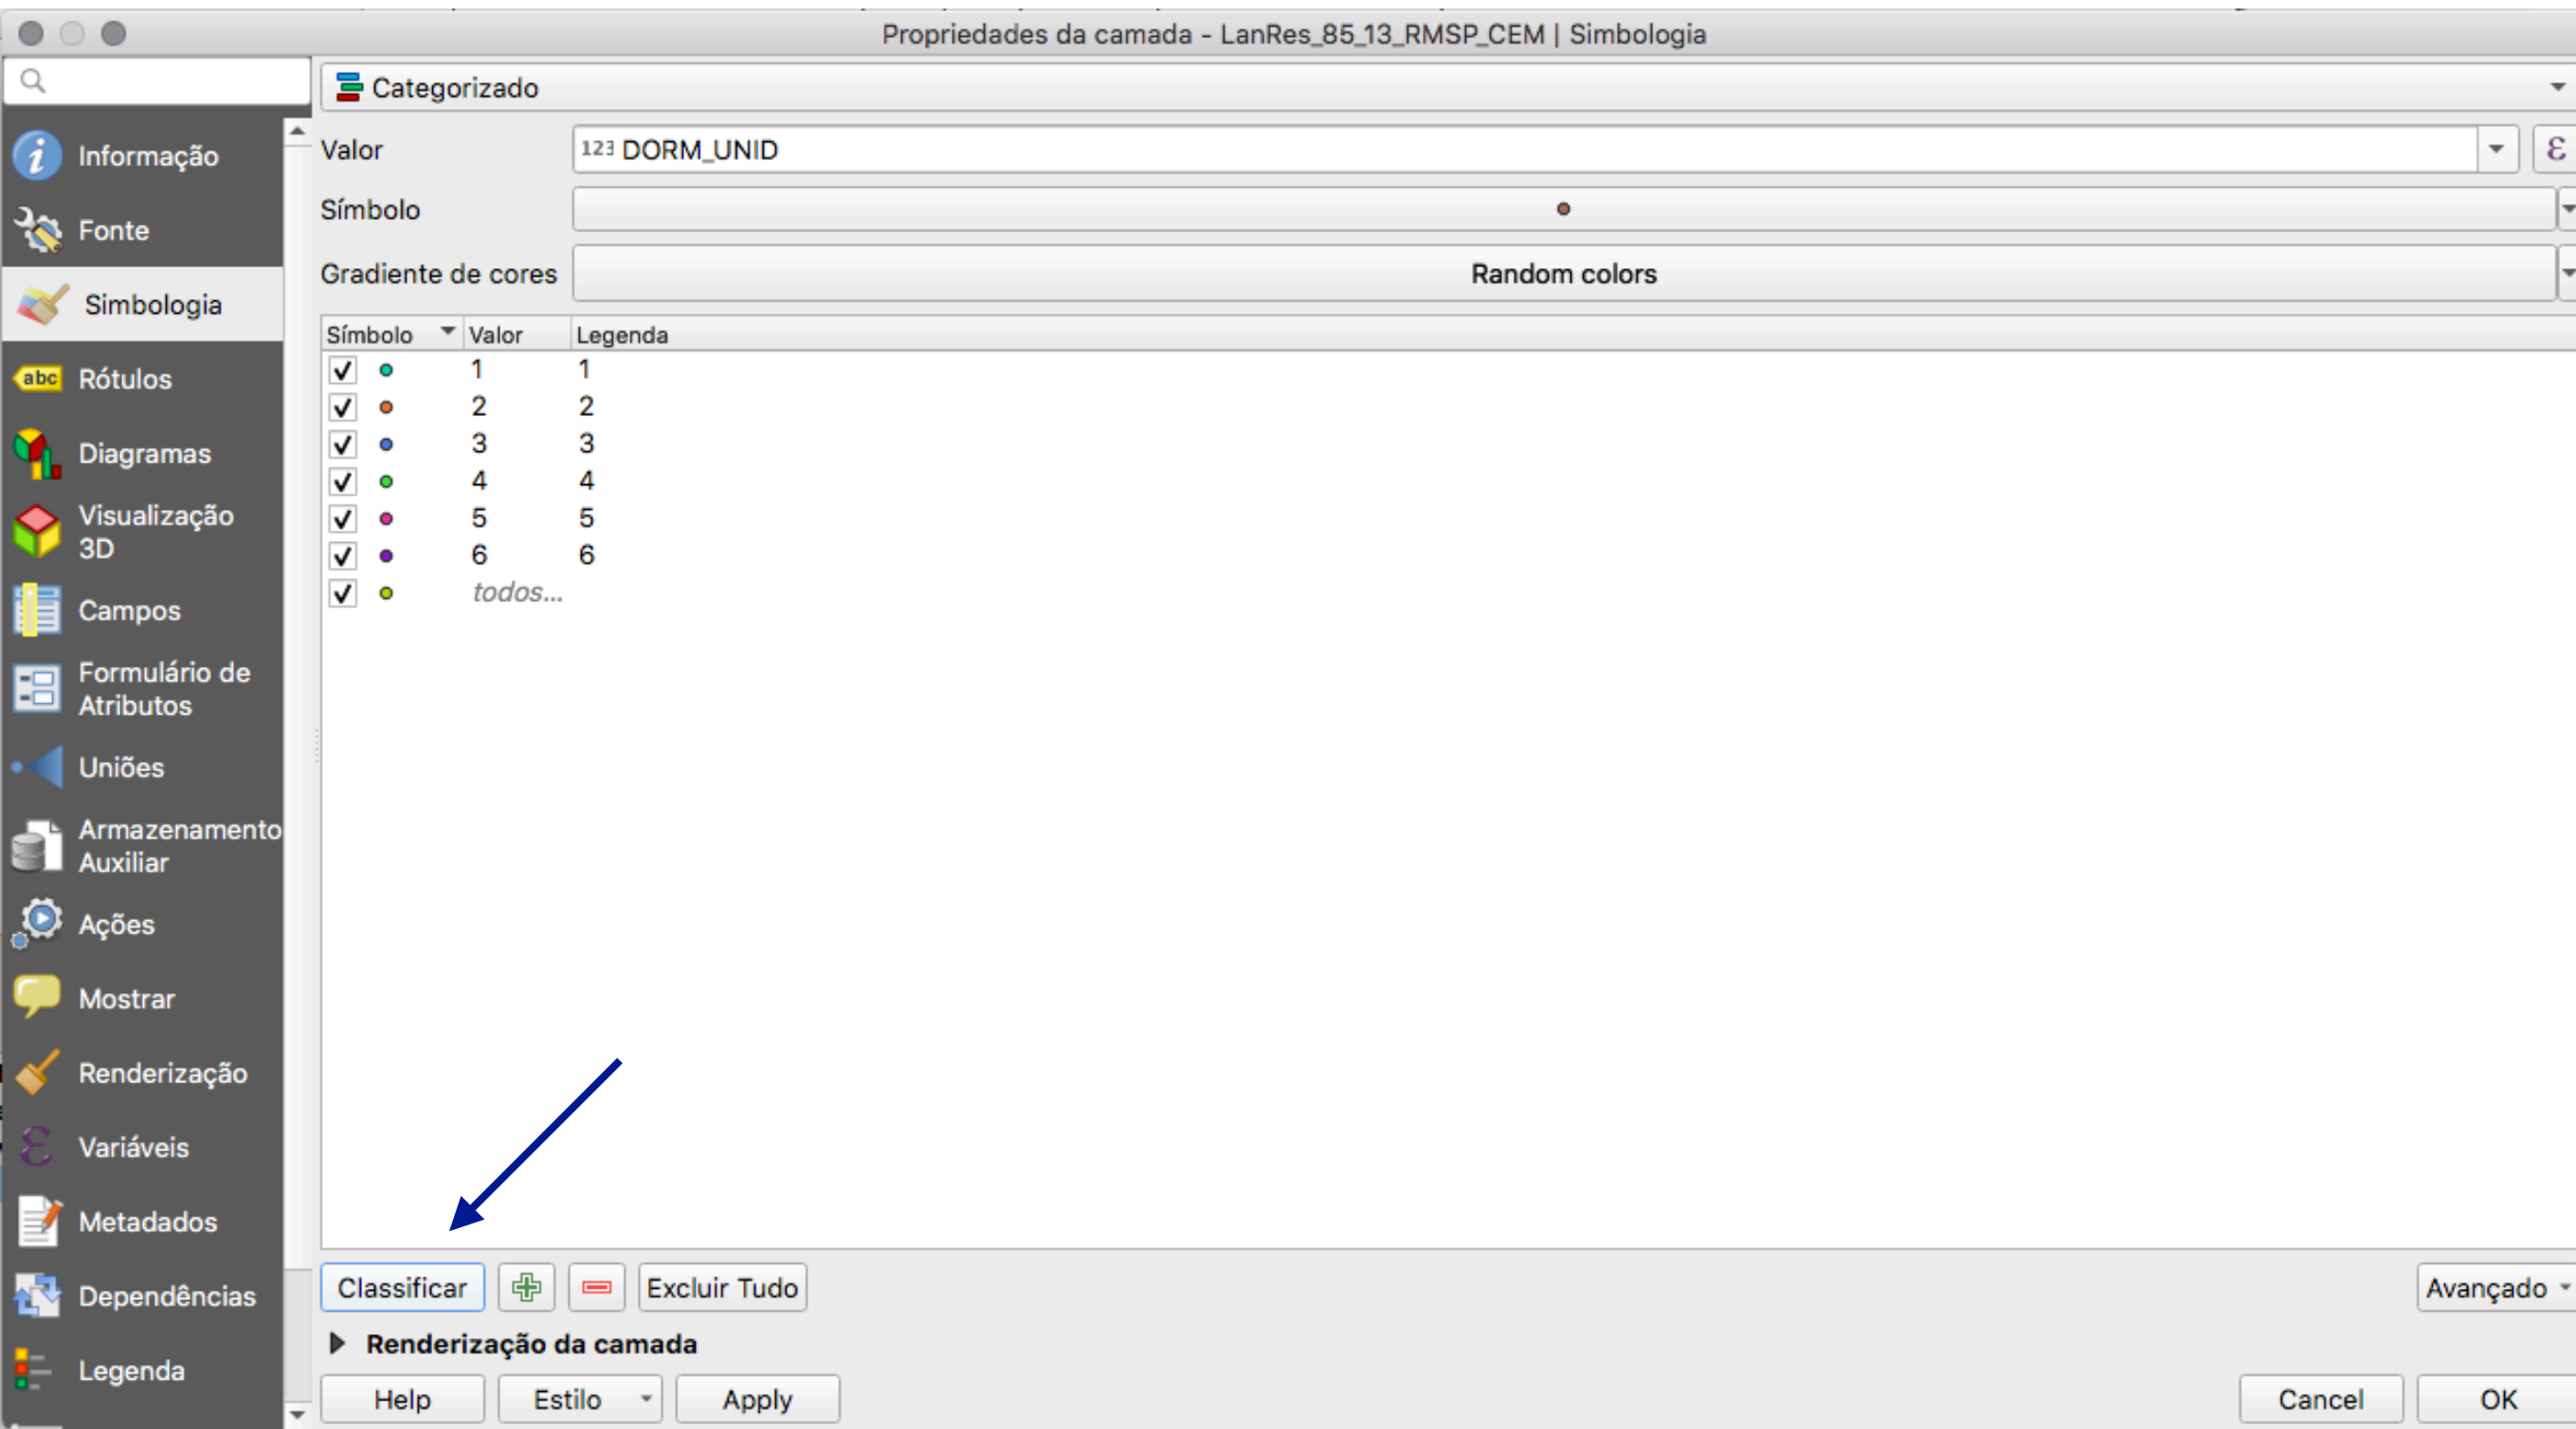 Propriedades da camada - LanRes_85_13_RMSP_CEM | Simbologia
Categorizado
Informação
Valor
123 DORM_UNID
ε
Fonte
Símbolo
Simbologia
Gradiente de cores
Random colors
Símbolo Valor Legenda
1 1
2 2
3 3
4 4
5 5
6 6
todos...
abc Rótulos
Diagramas
Visualização
3D
Campos
Formulário de
Atributos
Uniões
Armazenamento
Auxiliar
Ações
Mostrar
Renderização
ε Variáveis
Metadados
Dependências
Legenda
Classificar
Excluir Tudo
Avançado
Renderização da camada
Help
Estilo
Apply
Cancel
OK